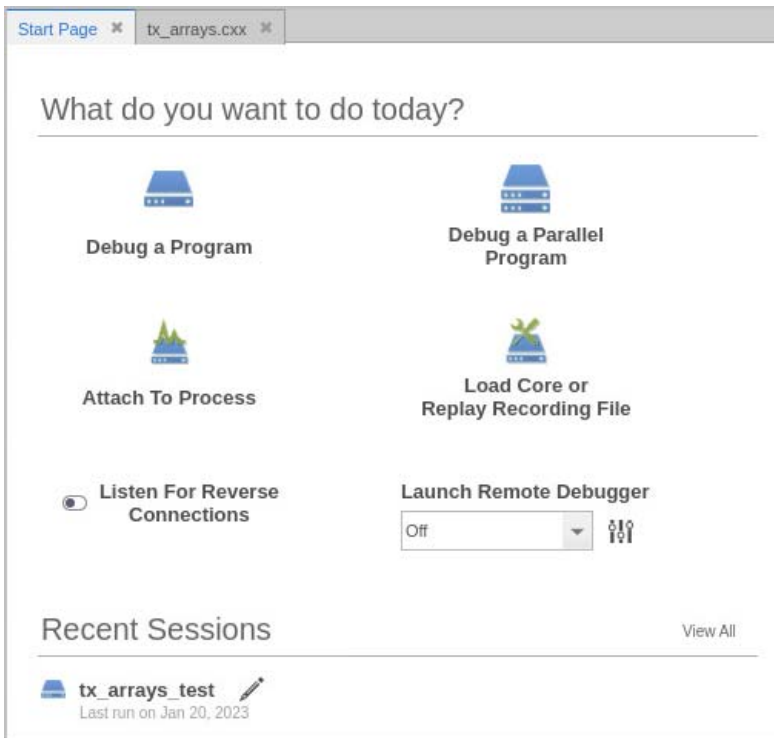 Start Page
tx_arrays.cxx
What do you want to do today?
Debug a Program
Debug a Parallel
Program
Attach To Process
Load Core or
Replay Recording File
Listen For Reverse
Connections
Launch Remote Debugger
Off
Recent Sessions
View All
tx_arrays_test
Last run on Jan 20, 2023